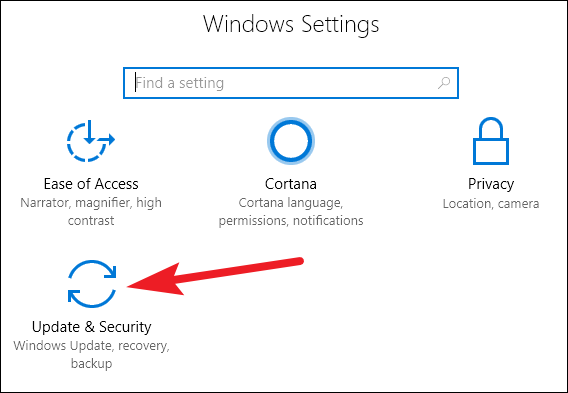 Windows Settings
Find a setting
Ease of Access
Narrator, magnifier, high
contrast
Cortana
Cortana language,
permissions, notifications
Privacy
Location, camera
Update & Security
Windows Update, recovery,
backup